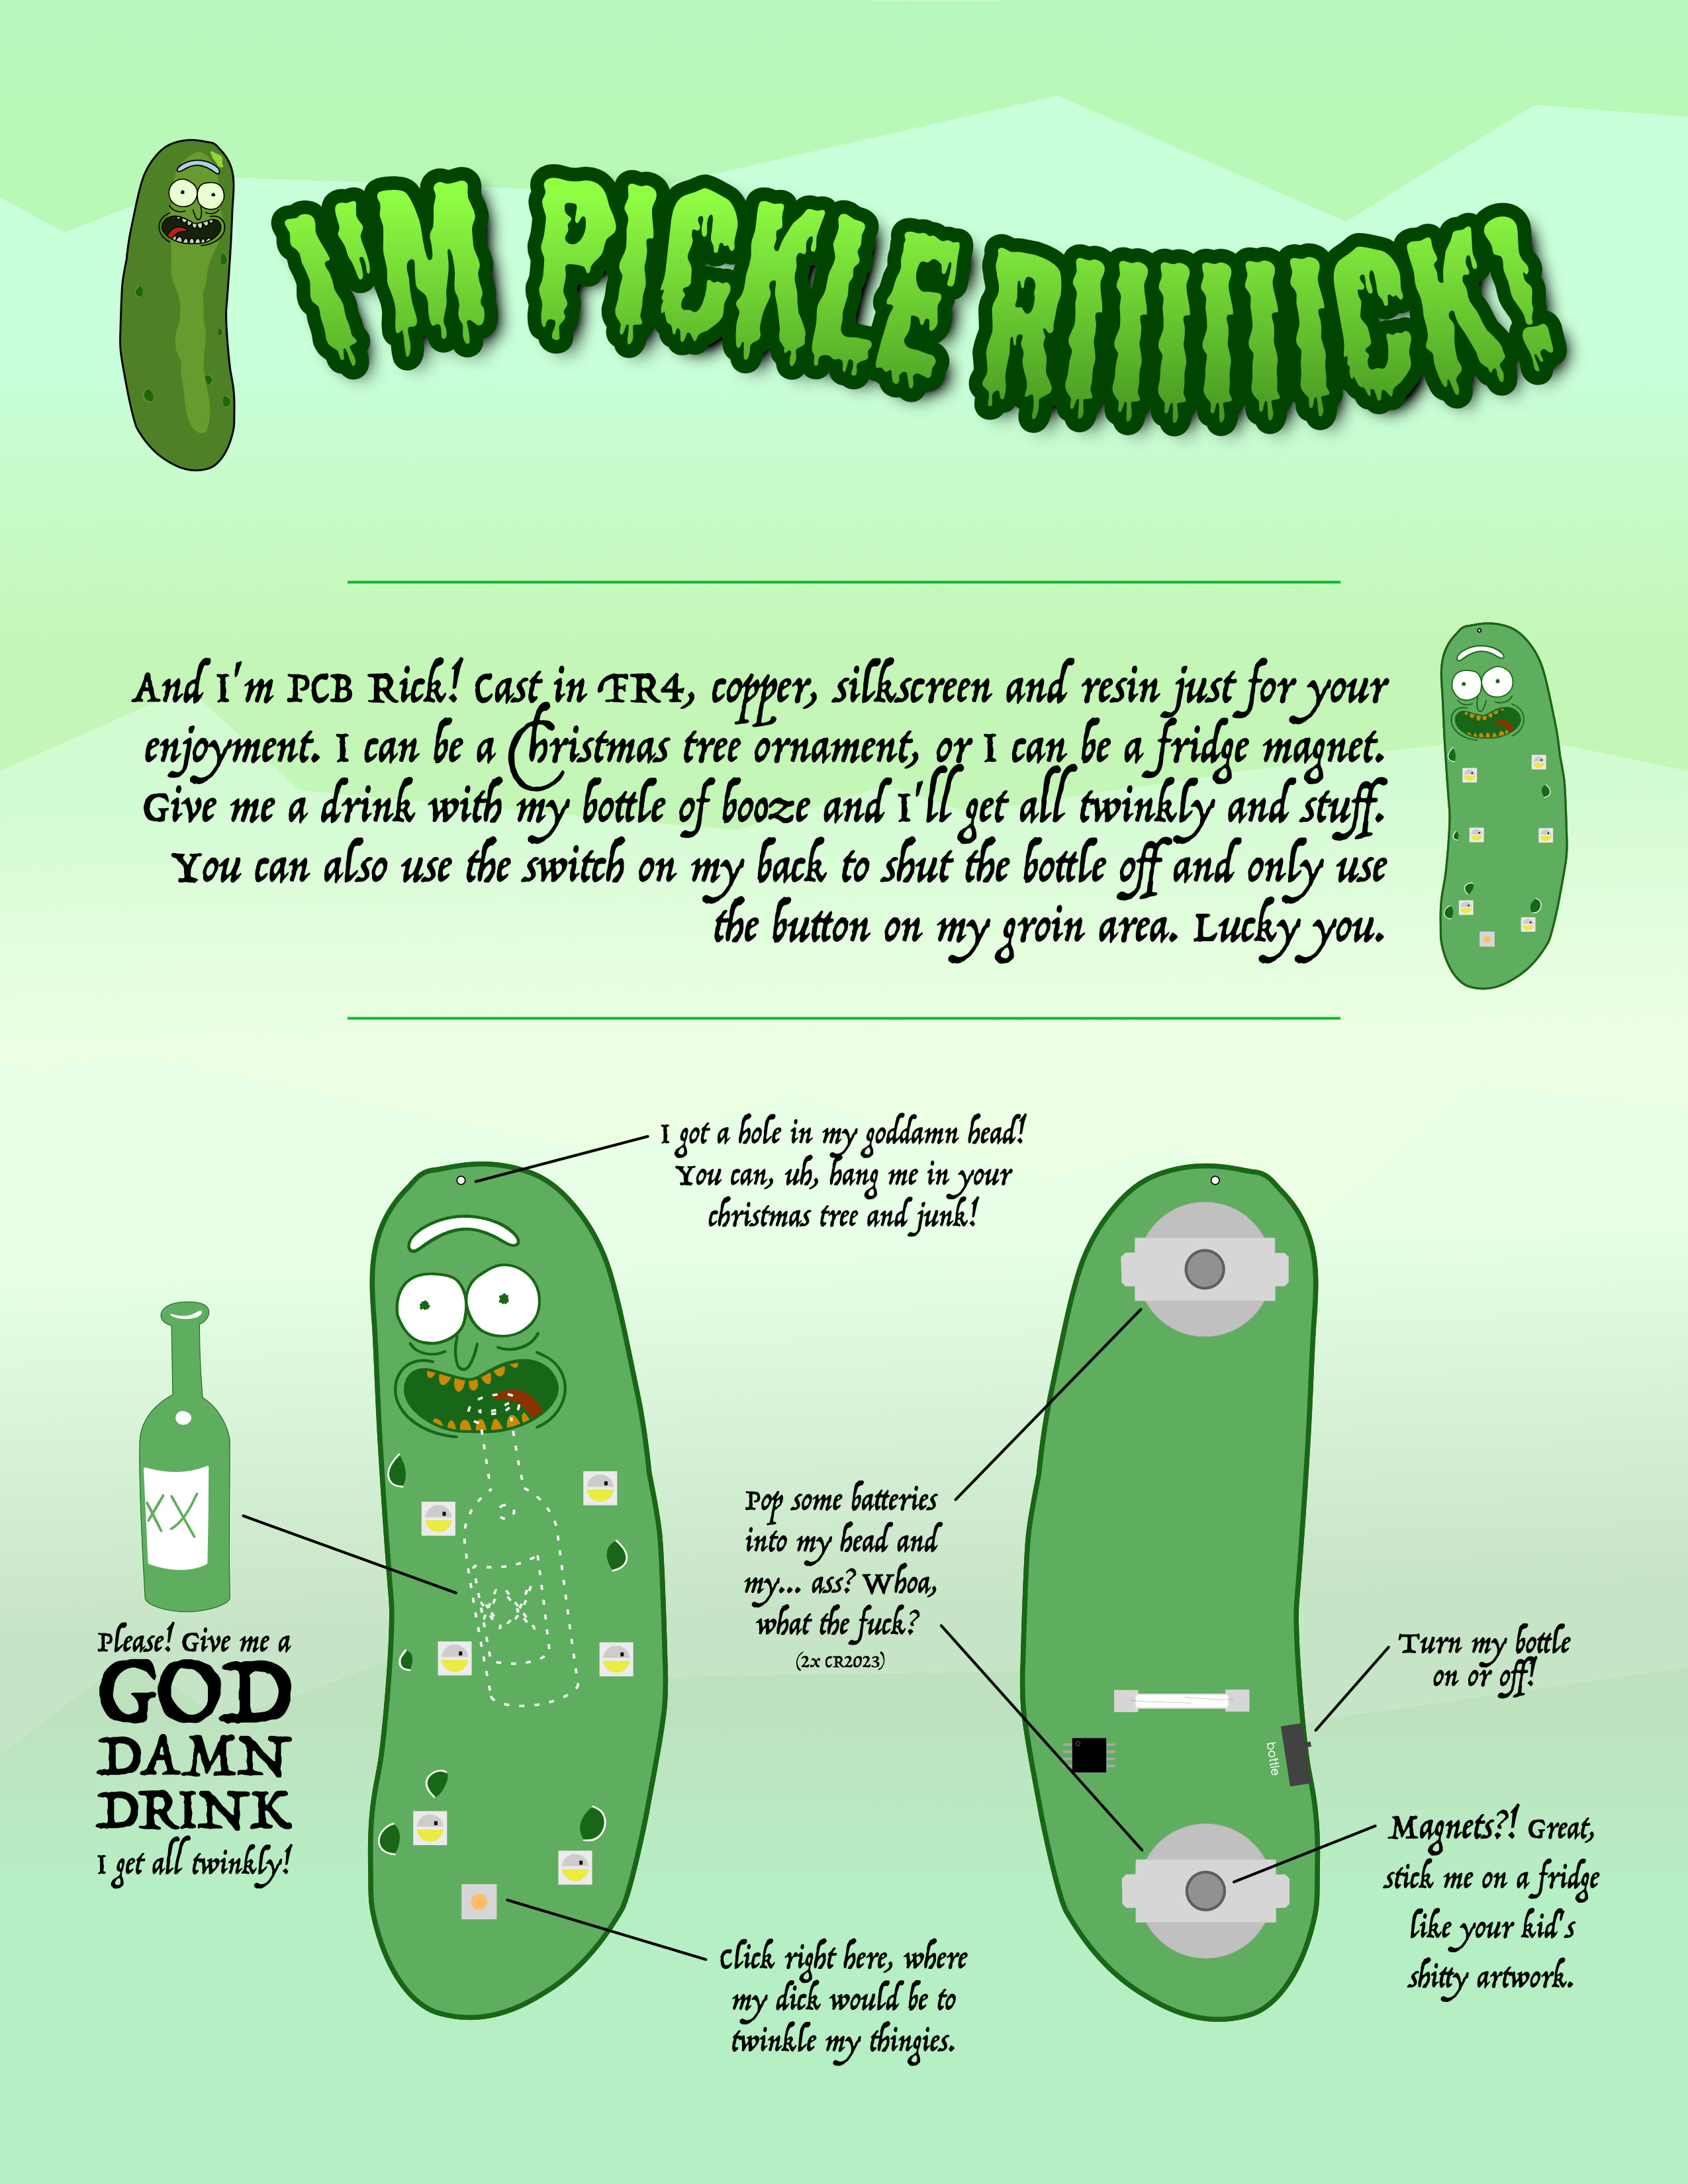 I'M PICKLE RIIIIIICK!
And I'm PCB Rick! Cast in FR4, copper, silkscreen and resin just for your
enjoyment. I can be a Christmas tree ornament, or I can be a fridge magnet.
Give me a drink with my bottle of booze and I'll get all twinkly and stuff.
You can also use the switch on my back to shut the bottle off and only use
the button on my groin area. Lucky you.
I got a hole in my goddamn head!
You can, uh, hang me in your
christmas tree and junk!
XX
Please! Give me a
GOD
DAMN
DRINK
I get all twinkly!
XX
Pop some batteries
into my head and
my... ass? Whoa,
what the fuck?
(2x CR2023)
Turn my bottle
on or off!
bottle
Magnets?! Great,
stick me on a fridge
like your kid's
shitty artwork.
Click right here, where
my dick would be to
twinkle my thingies.